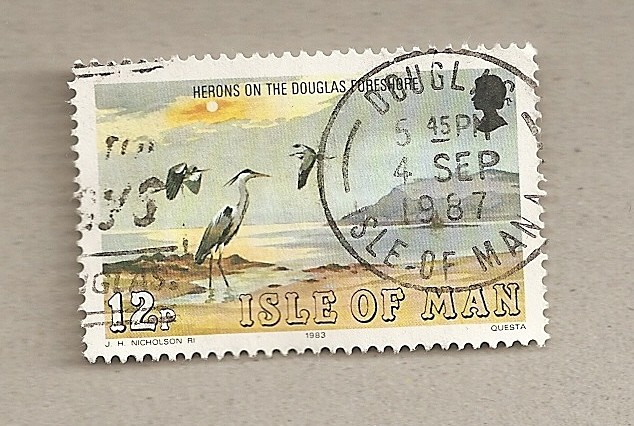 HERONS ON THE DOUGLAS FORESHORE
DOUGLAS
5 45PM
4 SEP
1987
ISLE-OF MAN
12P ISLE OF MAN
J. H. NICHOLSON RI 1983 QUESTA